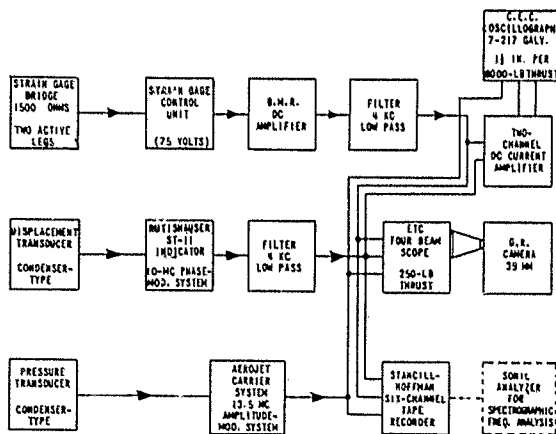 C.E.C.
OSCILLOGRAPH
7-217 GALV.
1½ IN. PER
8000-LB THRUST
STRAIN GAGE
BRIDGE
1500 OHMS
TWO ACTIVE
LEGS
STRAIN GAGE
CONTROL
UNIT
(75 VOLTS)
B.M.R.
DC
AMPLIFIER
FILTER
4 KC
LOW PASS
TWO-
CHANNEL
DC CURRENT
AMPLIFIER
DISPLACEMENT
TRANSDUCER
CONDENSER-
TYPE
RUTISHAUSER
ST-11
INDICATOR
10-MC PHASE-
MOD. SYSTEM
FILTER
4 KC
LOW PASS
ETC
FOUR BEAM
SCOPE
250-LB
THRUST
G.R.
CAMERA
35 MM
PRESSURE
TRANSDUCER
CONDENSER-
TYPE
AEROJET
CARRIER
SYSTEM
13.5 MC
AMPLITUDE-
MOD. SYSTEM
STANCILL-
HOFFMAN
SIX-CHANNEL
TAPE
RECORDER
SONIC
ANALYZER
FOR
SPECTROGRAPHIC
FREQ. ANALYSIS